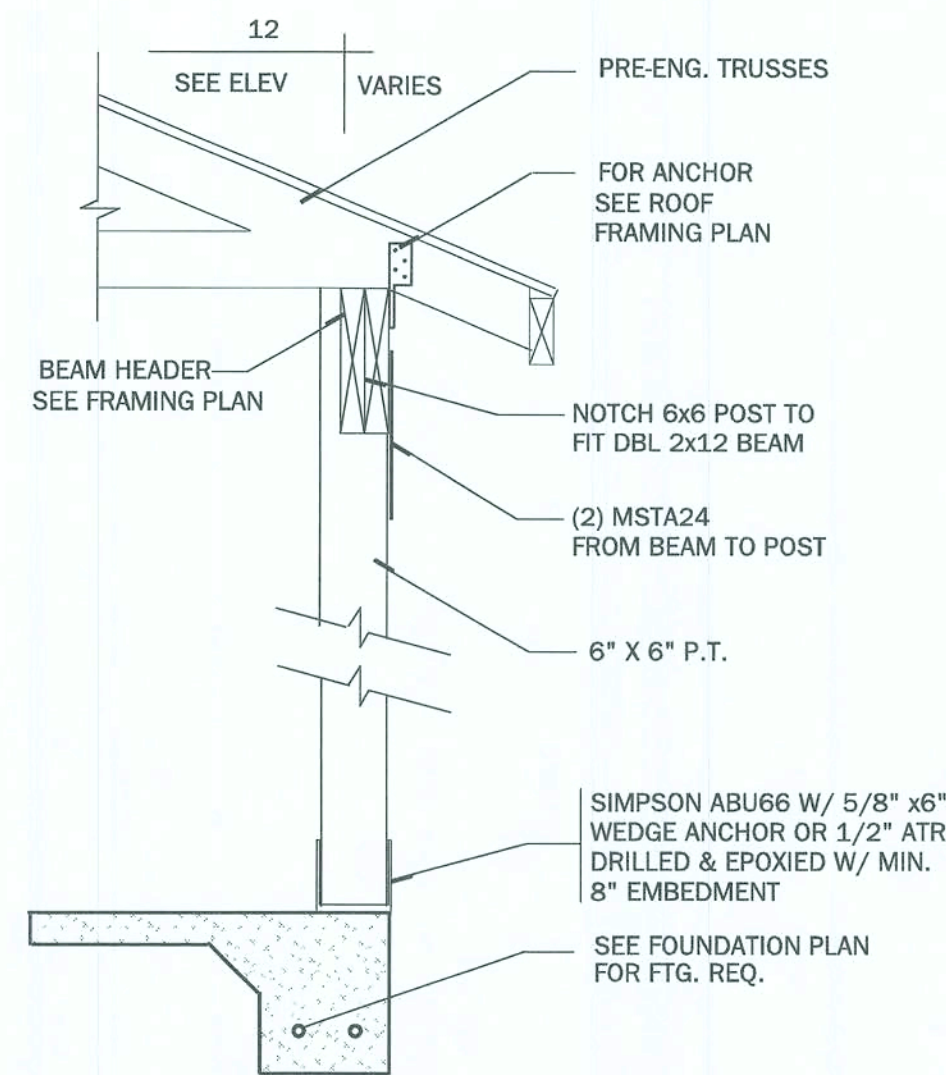 12
SEE ELEV
VARIES
PRE-ENG. TRUSSES
FOR ANCHOR
SEE ROOF
FRAMING PLAN
BEAM HEADER
SEE FRAMING PLAN
NOTCH 6x6 POST TO
FIT DBL 2x12 BEAM
(2) MSTA24
FROM BEAM TO POST
6" X 6" P.T.
SIMPSON ABU66 W/ 5/8" x6"
WEDGE ANCHOR OR 1/2" ATR
DRILLED & EPOXIED W/ MIN.
8" EMBEDMENT
SEE FOUNDATION PLAN
FOR FTG. REQ.